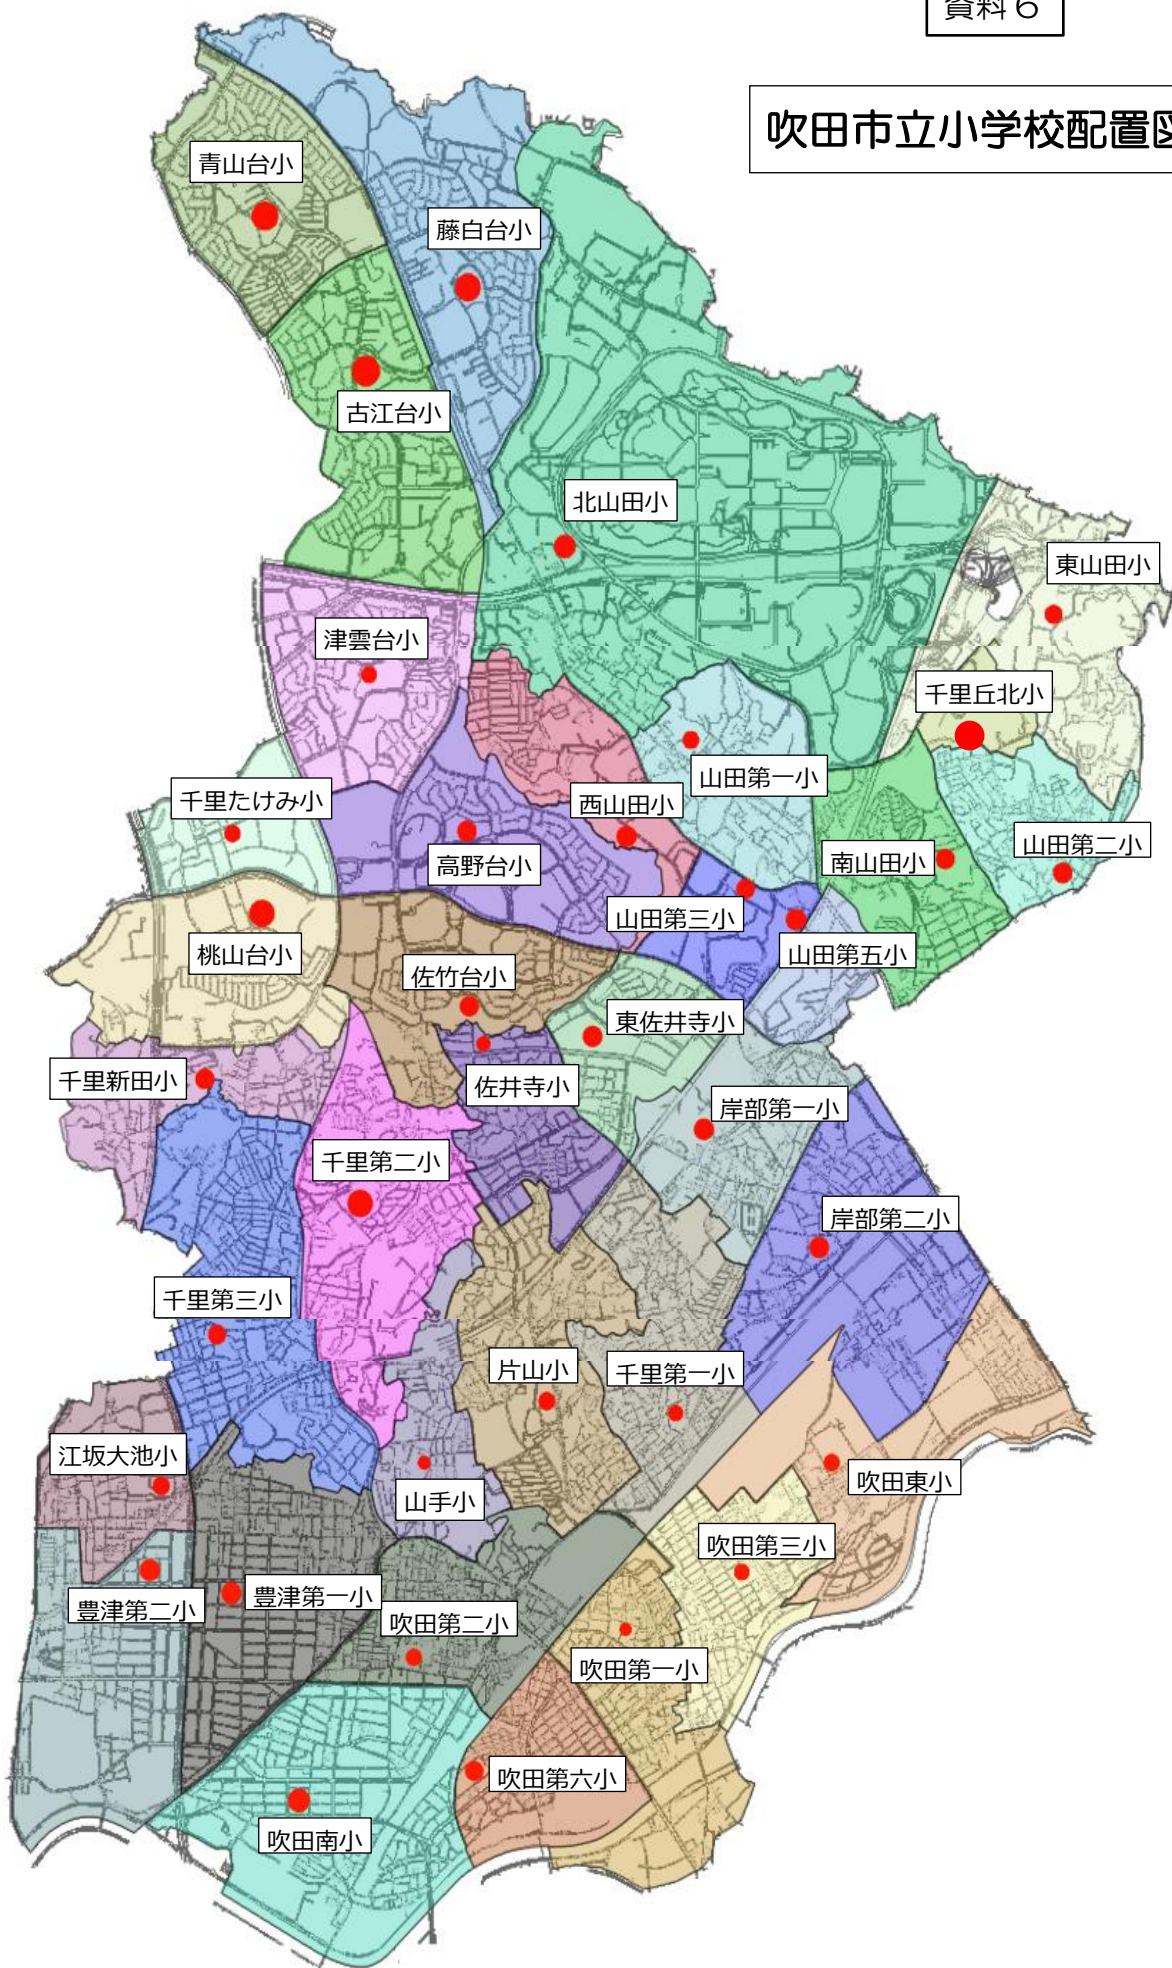 資料６
吹田市立小学校配置図
青山台小
藤白台小
古江台小
北山田小
東山田小
津雲台小
千里丘北小
山田第一小
千里たけみ小
西山田小
高野台小
南山田小
山田第二小
山田第三小
山田第五小
桃山台小
佐竹台小
東佐井寺小
千里新田小
佐井寺小
岸部第一小
千里第二小
岸部第二小
千里第三小
片山小
千里第一小
江坂大池小
山手小
吹田東小
吹田第三小
豊津第二小
豊津第一小
吹田第二小
吹田第一小
吹田第六小
吹田南小